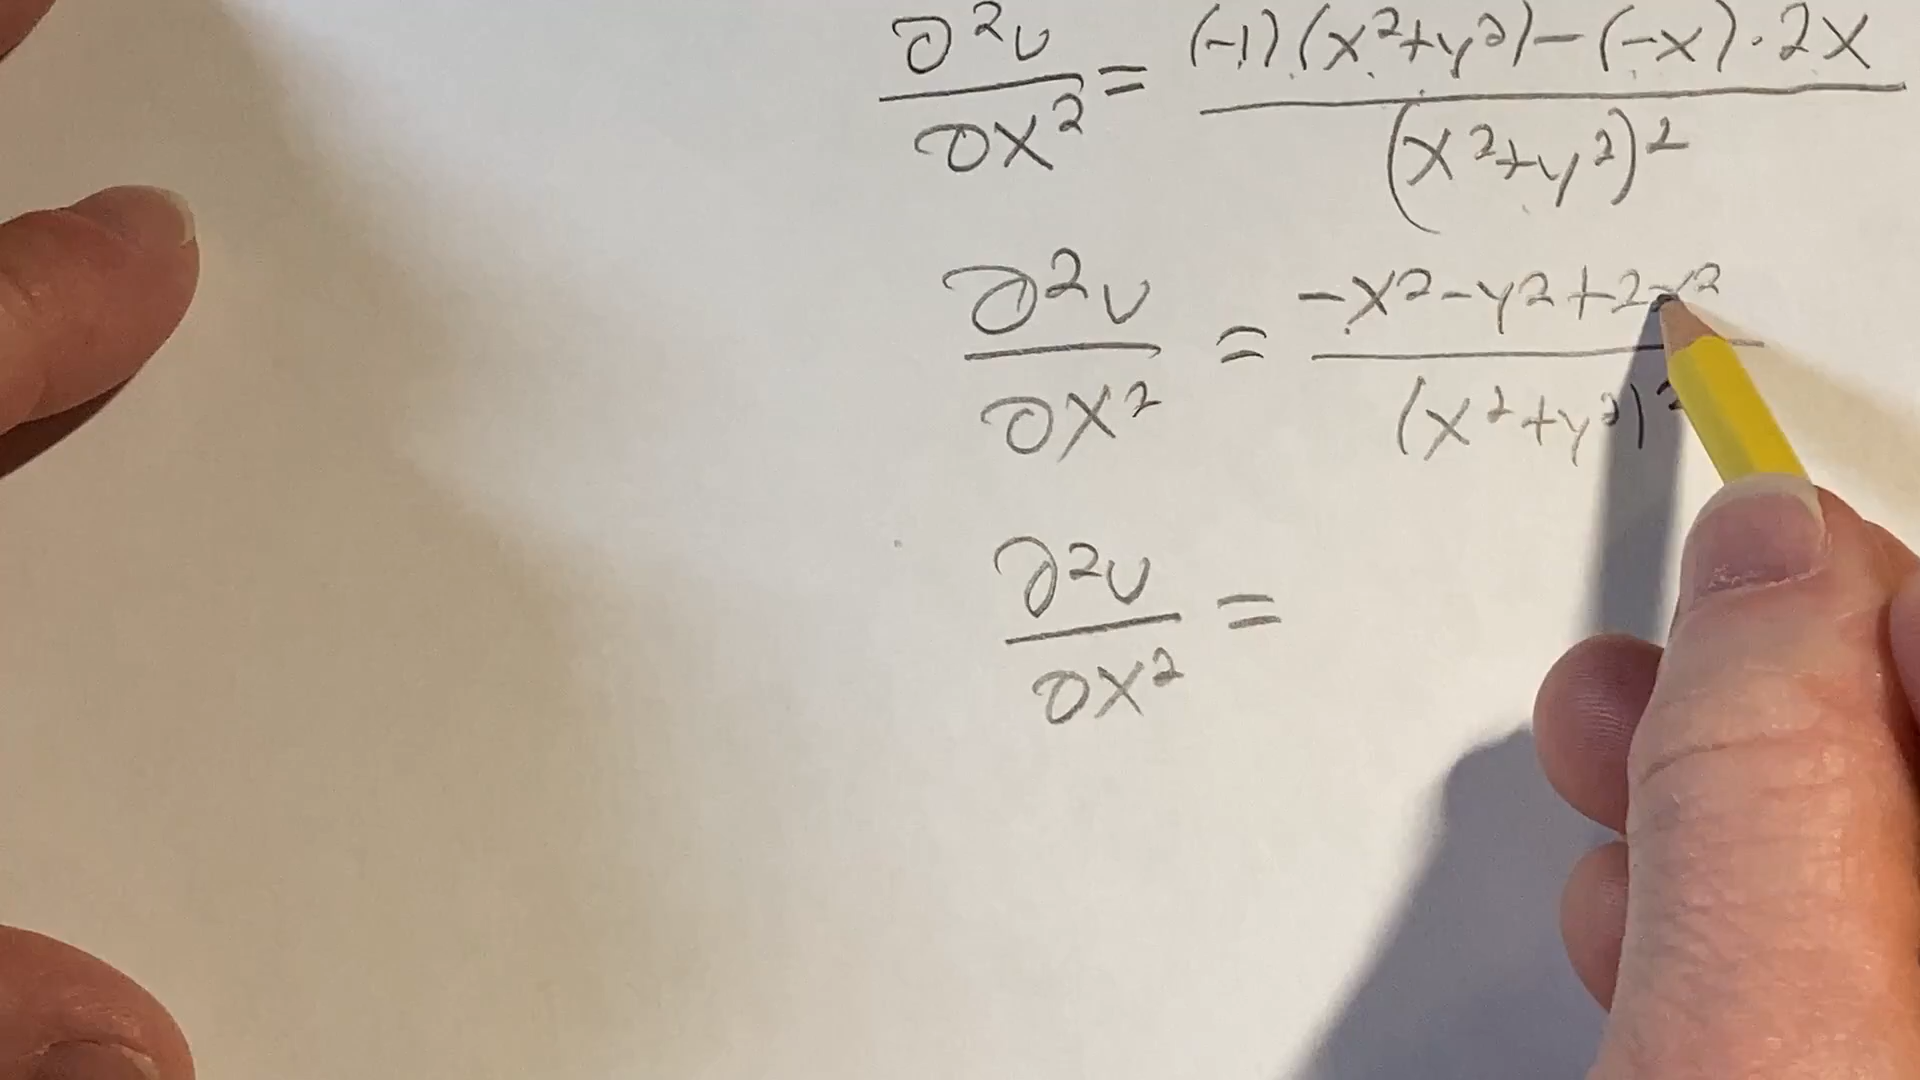 ∂²u/∂x² = ((-1)(x²+y²)-(-x)·2x)/(x²+y²)²
∂²u/∂x² = (-x²-y²+2x²)/(x²+y²)²
∂²u/∂x² =